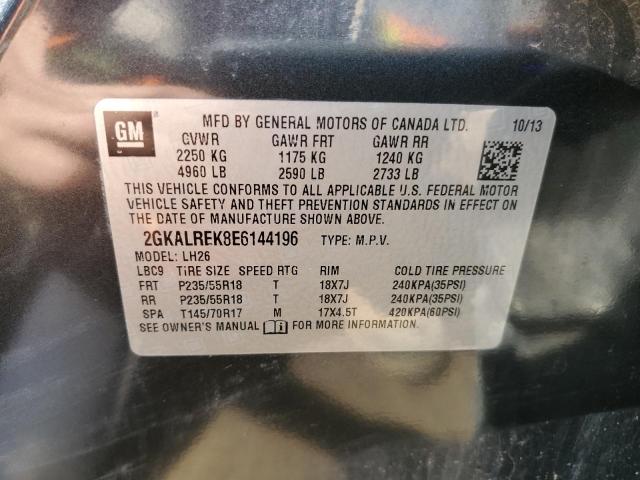 GM
MFD BY GENERAL MOTORS OF CANADA LTD. 10/13
GVWR GAWR FRT GAWR RR
2250 KG 1175 KG 1240 KG
4960 LB 2590 LB 2733 LB
THIS VEHICLE CONFORMS TO ALL APPLICABLE U.S. FEDERAL MOTOR
VEHICLE SAFETY AND THEFT PREVENTION STANDARDS IN EFFECT ON
THE DATE OF MANUFACTURE SHOWN ABOVE.
2GKALREK8E6144196 TYPE: M.P.V.
MODEL: LH26
LBC9 TIRE SIZE SPEED RTG RIM COLD TIRE PRESSURE
FRT P235/55R18 T 18X7J 240KPA(35PSI)
RR P235/55R18 T 18X7J 240KPA(35PSI)
SPA T145/70R17 M 17X4.5T 420KPA(60PSI)
SEE OWNER'S MANUAL FOR MORE INFORMATION.